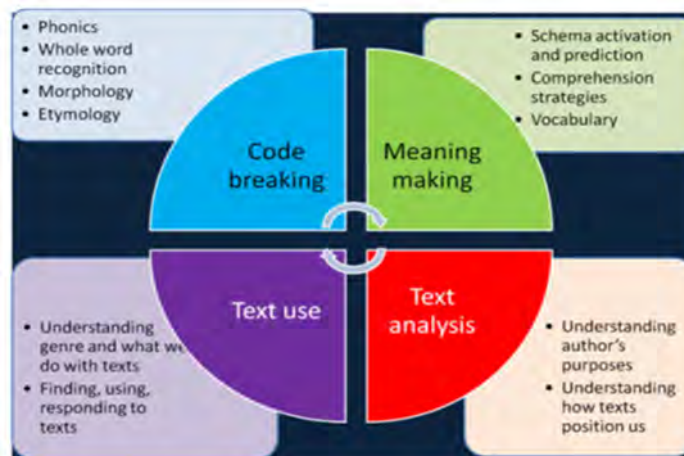 • Phonics
• Whole word
recognition
• Morphology
• Etymology
• Schema activation
and prediction
• Comprehension
strategies
• Vocabulary
Code
breaking
Meaning
making
Text use
Text
analysis
• Understanding
genre and what we
do with texts
• Finding, using,
responding to
texts
• Understanding
author's
purposes
• Understanding
how texts
position us